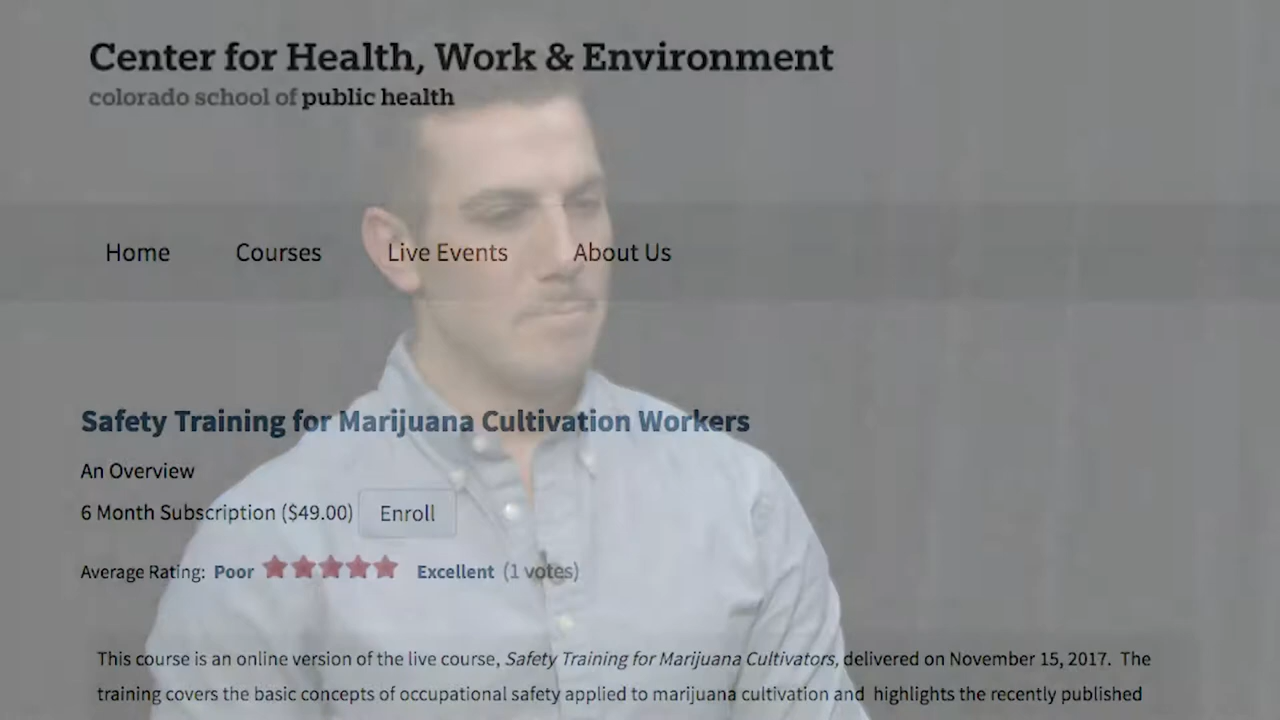 Center for Health, Work & Environment
colorado school of public health
Home Courses Live Events About Us
Safety Training for Marijuana Cultivation Workers
An Overview
6 Month Subscription ($49.00) Enroll
Average Rating: Poor Excellent (1 votes)
This course is an online version of the live course, Safety Training for Marijuana Cultivators, delivered on November 15, 2017. The
training covers the basic concepts of occupational safety applied to marijuana cultivation and highlights the recently published